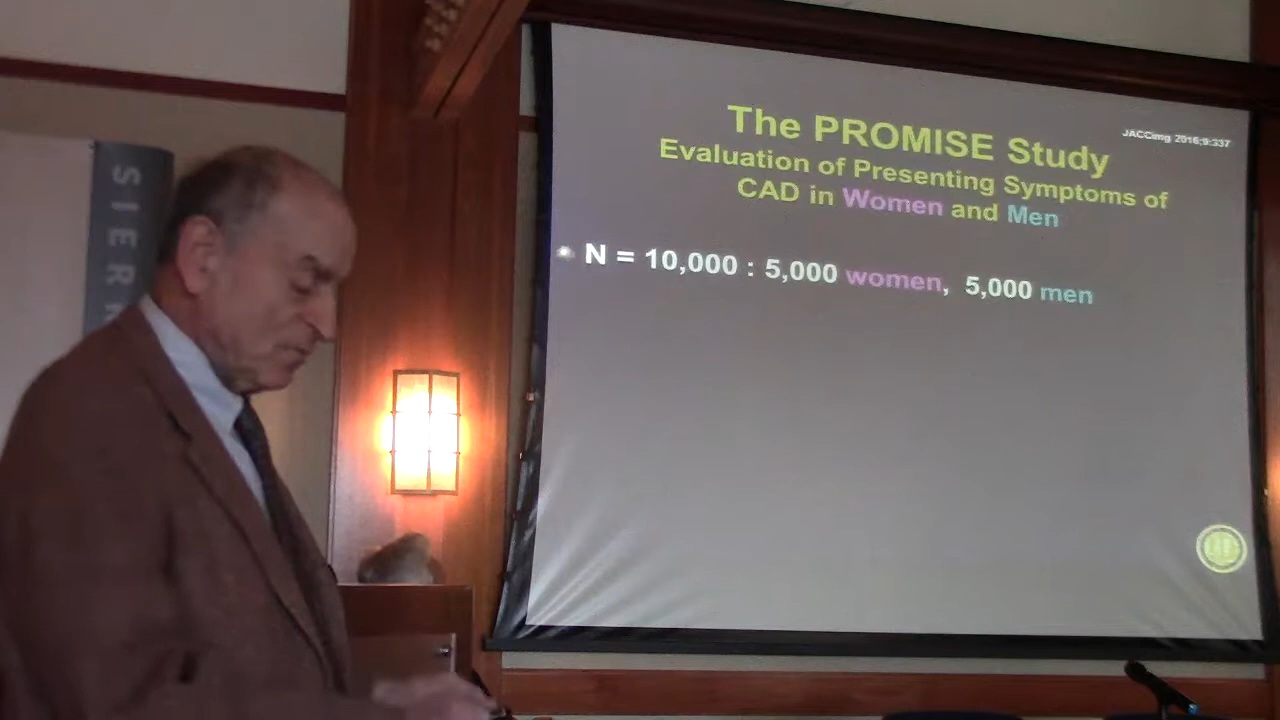 SIER
JACCimg 2016;9:337
The PROMISE Study
Evaluation of Presenting Symptoms of
CAD in Women and Men
N = 10,000 : 5,000 women, 5,000 men